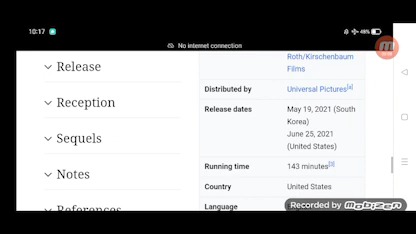 10:17
48%
No internet connection
Release
Reception
Sequels
Notes
References
Roth/Kirschenbaum
Films
Distributed by Universal Pictures[4]
Release dates May 19, 2021 (South
Korea)
June 25, 2021
(United States)
Running time 143 minutes[3]
Country United States
Language
Recorded by mobizen